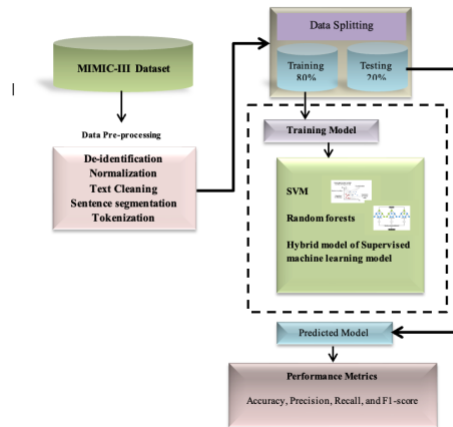 MIMIC-III Dataset
Data Pre-processing
De-identification
Normalization
Text Cleaning
Sentence segmentation
Tokenization
Data Splitting
Training
80%
Testing
20%
Training Model
SVM
Random forests
Hybrid model of Supervised
machine learning model
Predicted Model
Performance Metrics
Accuracy, Precision, Recall, and F1-score